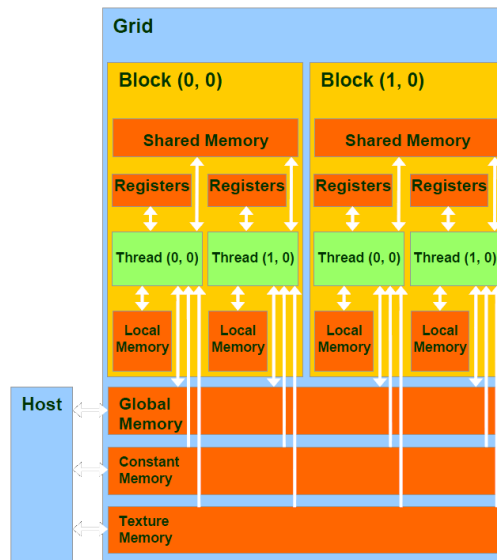 Grid
Block (0, 0)
Block (1, 0)
Shared Memory
Shared Memory
Registers
Registers
Registers
Registers
Thread (0, 0)
Thread (1, 0)
Thread (0, 0)
Thread (1, 0)
Local
Memory
Local
Memory
Local
Memory
Local
Memory
Host
Global
Memory
Constant
Memory
Texture
Memory